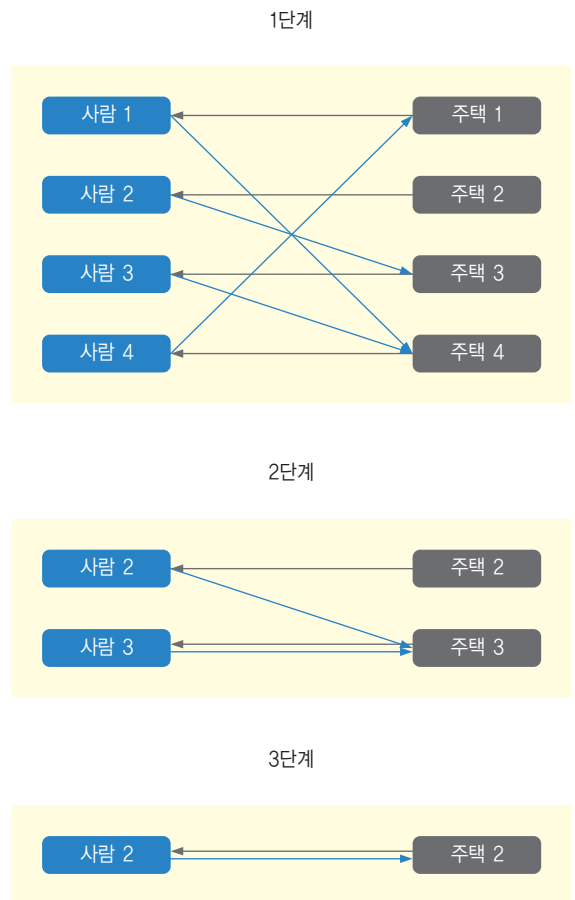 1단계
사람 1 주택 1
사람 2 주택 2
사람 3 주택 3
사람 4 주택 4
2단계
사람 2 주택 2
사람 3 주택 3
3단계
사람 2 주택 2